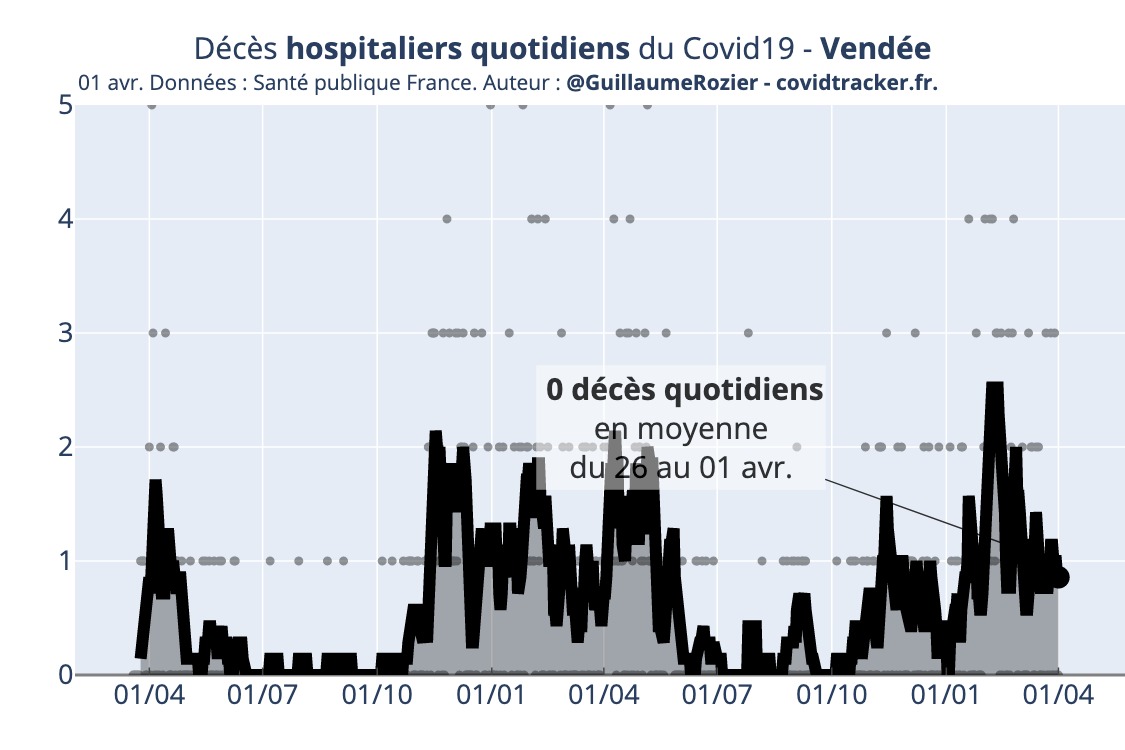 Décès hospitaliers quotidiens du Covid19 - Vendée
01 avr. Données : Santé publique France. Auteur : @GuillaumeRozier - covidtracker.fr.
5
4
3
2
1
0
0 décès quotidiens
en moyenne
du 26 au 01 avr.
01/04 01/07 01/10 01/01 01/04 01/07 01/10 01/01 01/04